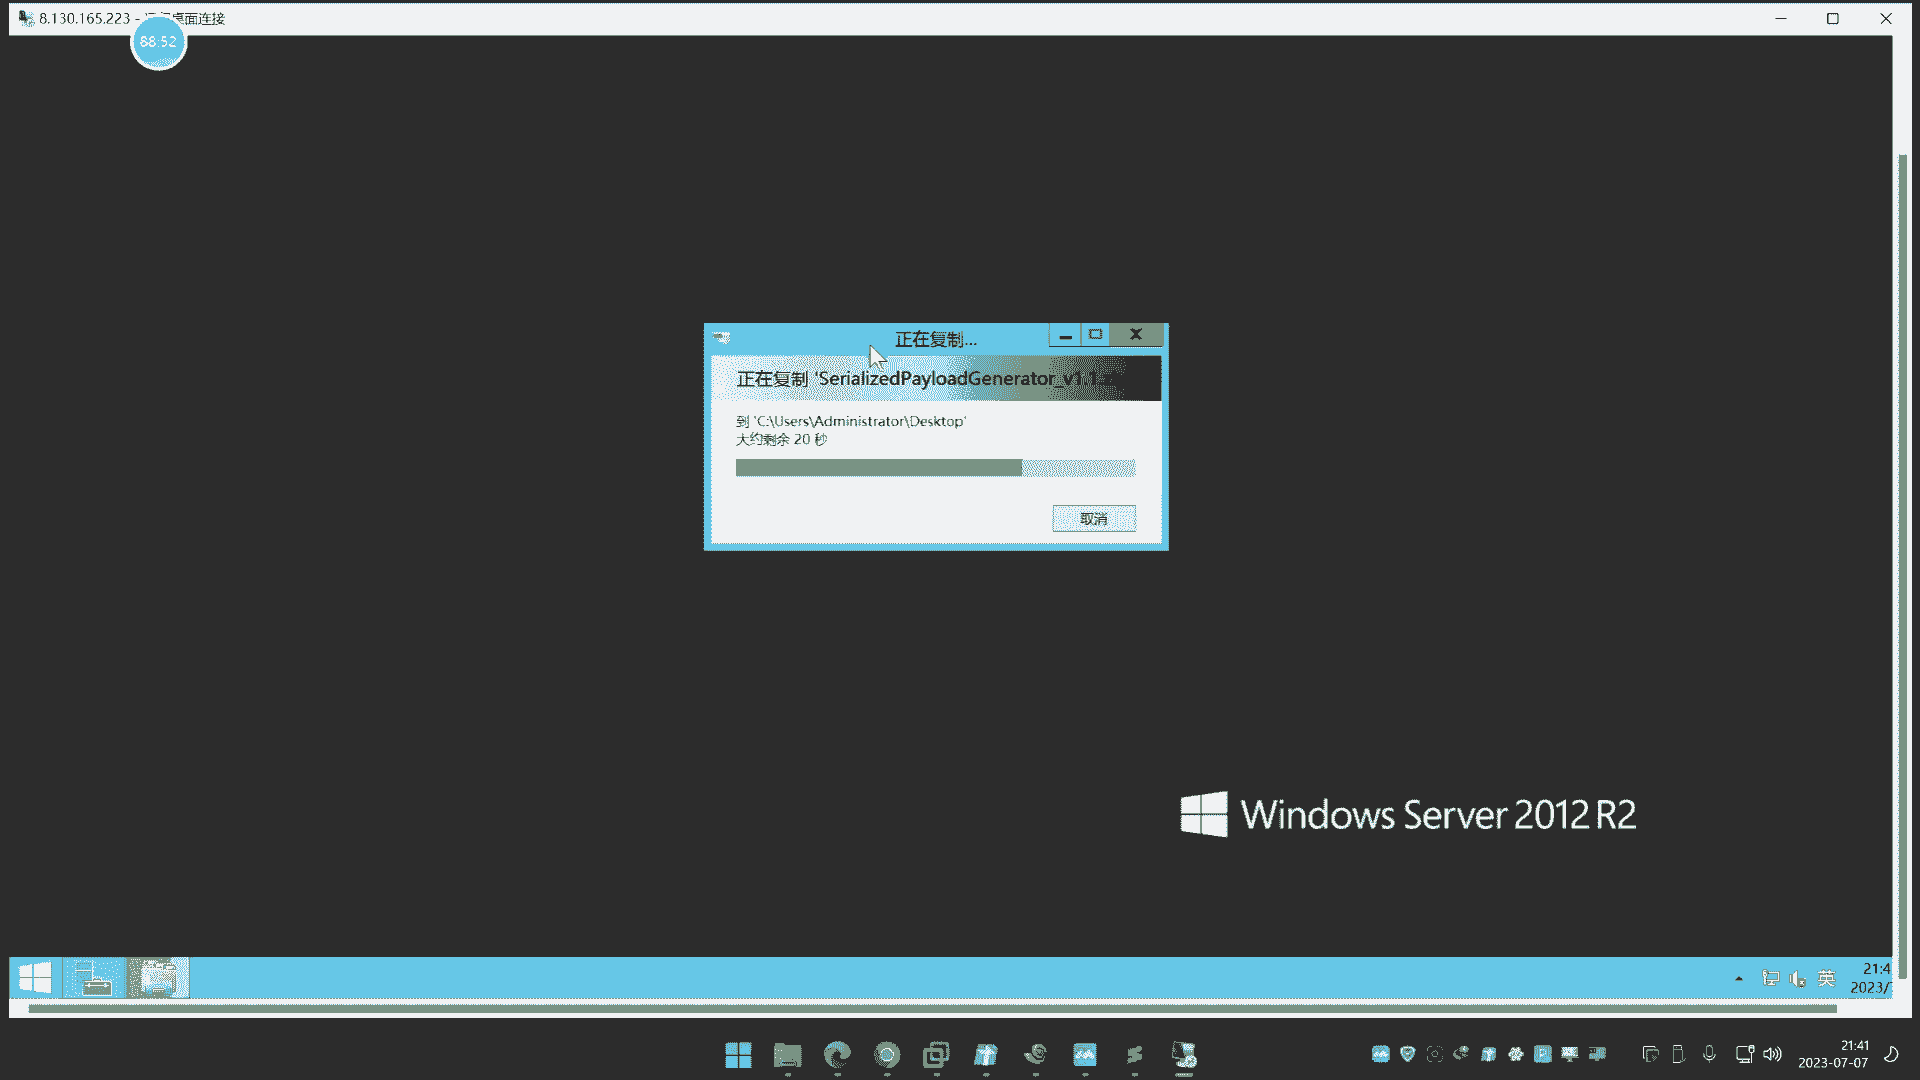 8.130.165.223 - 远程桌面连接
88:52
正在复制...
正在复制 'SerializedPayloadGenerator_v1.1
到 'C:\Users\Administrator\Desktop'
大约剩余 20 秒
取消
Windows Server 2012 R2
英
21:4
2023/
21:41
2023-07-07